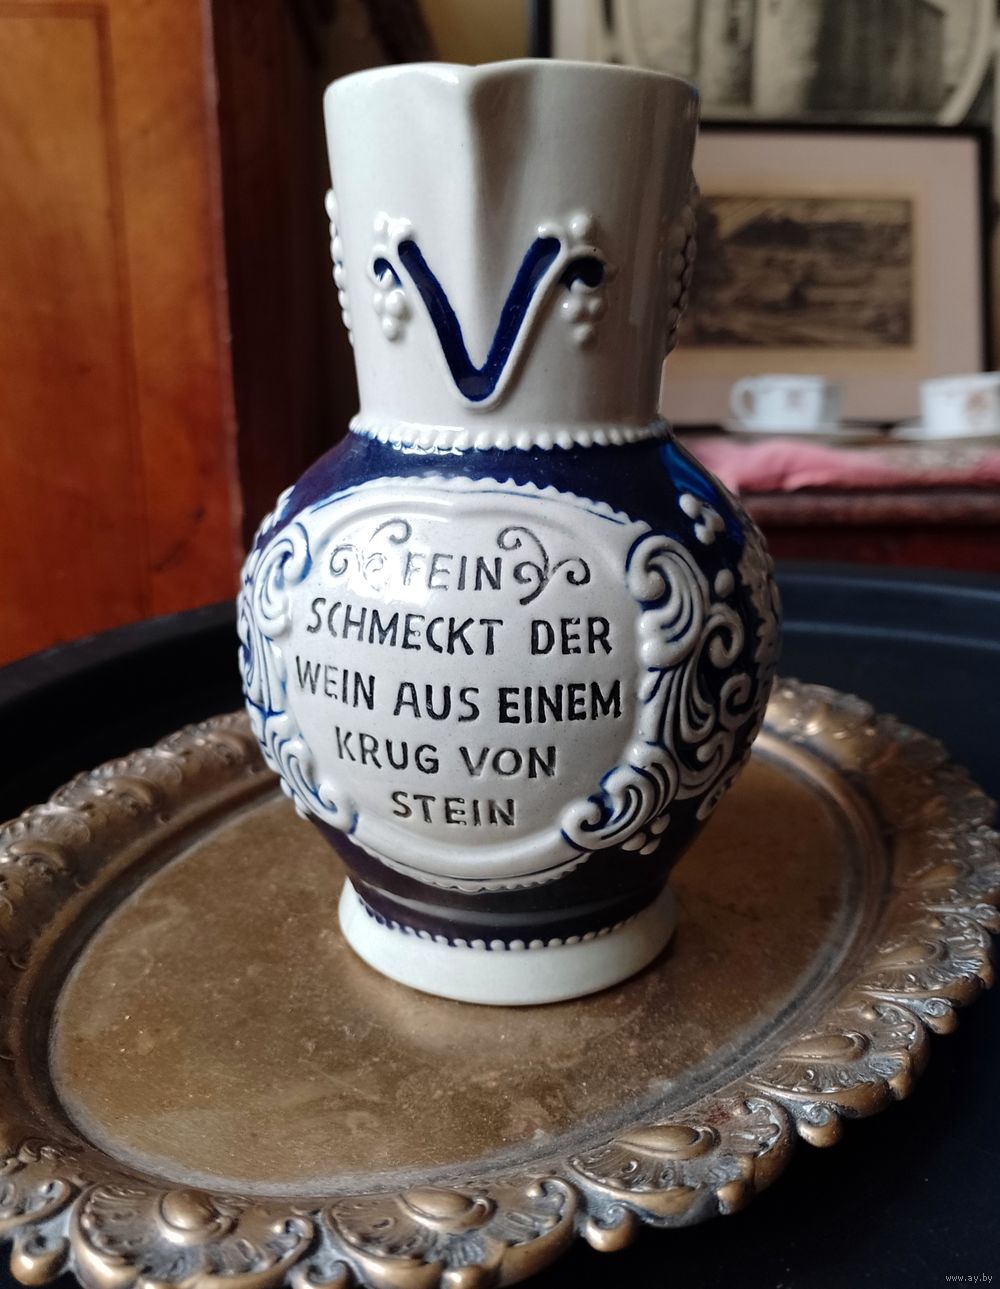 FEIN
SCHMECKT DER
WEIN AUS EINEM
KRUG VON
STEIN
www.ay.by